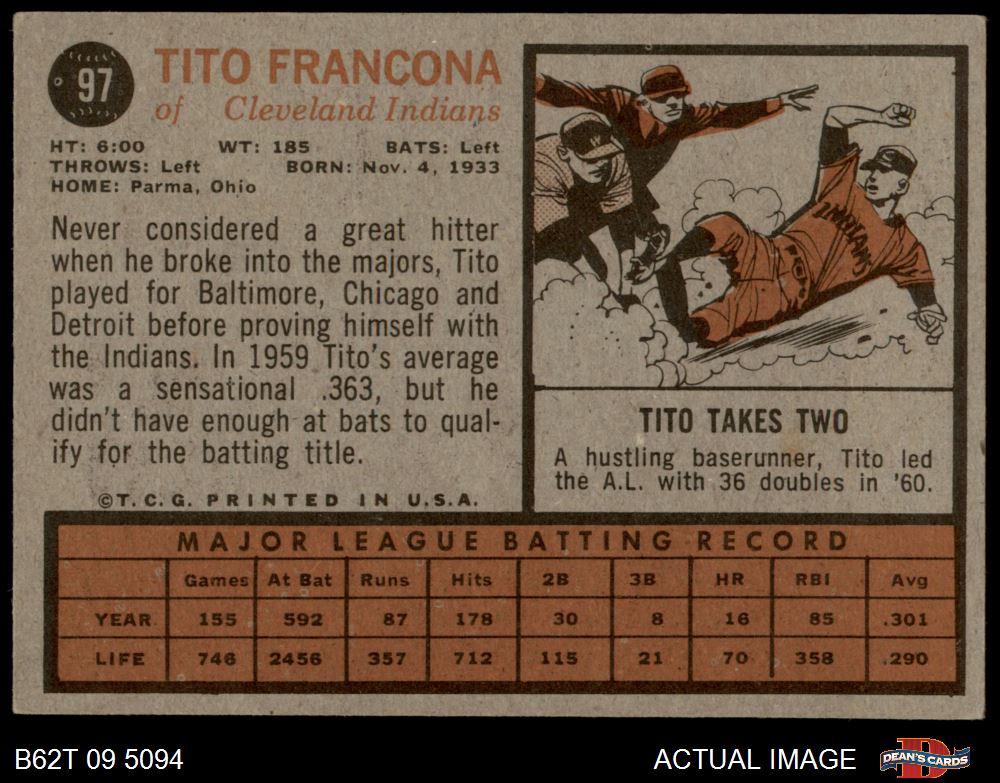 97
TITO FRANCONA
of Cleveland Indians
HT: 6:00 WT: 185 BATS: Left
THROWS: Left BORN: Nov. 4, 1933
HOME: Parma, Ohio
Never considered a great hitter
when he broke into the majors, Tito
played for Baltimore, Chicago and
Detroit before proving himself with
the Indians. In 1959 Tito's average
was a sensational .363, but he
didn't have enough at bats to qual-
ify for the batting title.
©T.C.G. PRINTED IN U.S.A.
W
INDIANS
TITO TAKES TWO
A hustling baserunner, Tito led
the A.L. with 36 doubles in '60.
MAJOR LEAGUE BATTING RECORD
Games At Bat Runs Hits 2B 3B HR RBI Avg
YEAR 155 592 87 178 30 8 16 85 .301
LIFE 746 2456 357 712 115 21 70 358 .290
B62T 09 5094
ACTUAL IMAGE
DEAN'S CARDS